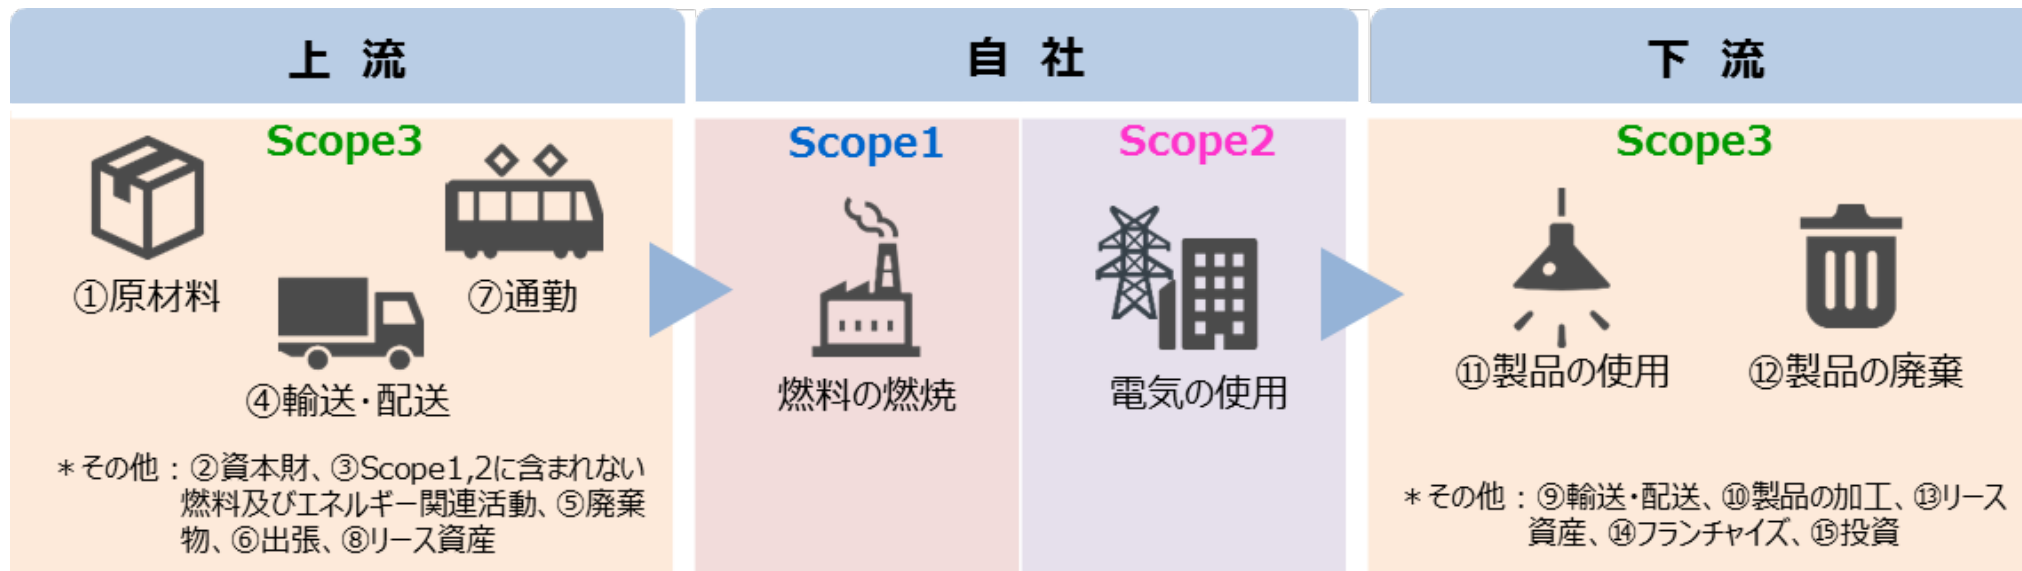 上 流
Scope3
①原材料
⑦通勤
④輸送・配送
＊その他：②資本財、③Scope1,2に含まれない
燃料及びエネルギー関連活動、⑤廃棄
物、⑥出張、⑧リース資産
自 社
Scope1
燃料の燃焼
Scope2
電気の使用
下 流
Scope3
⑪製品の使用
⑫製品の廃棄
＊その他：⑨輸送・配送、⑩製品の加工、⑬リース
資産、⑭フランチャイズ、⑮投資